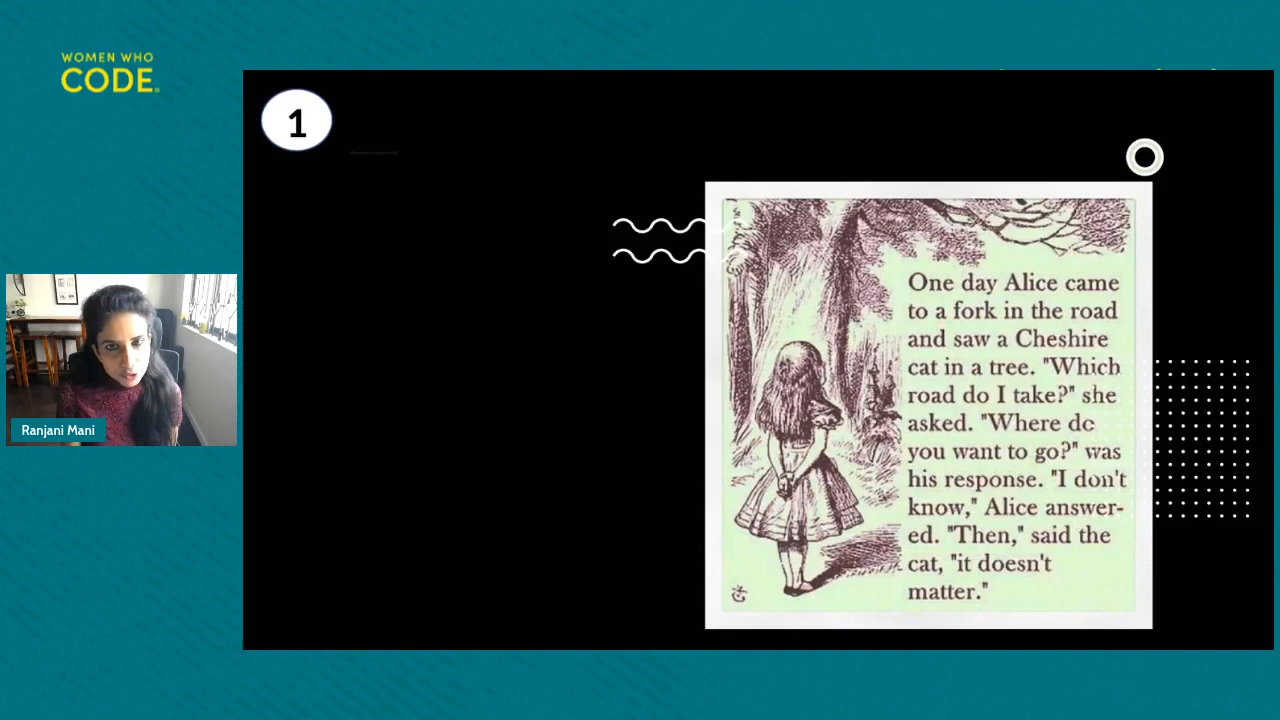 WOMEN WHO
CODE
1
One day Alice came
to a fork in the road
and saw a Cheshire
cat in a tree. "Which
road do I take?" she
asked. "Where do
you want to go?" was
his response. "I don't
know," Alice answer-
ed. "Then," said the
cat, "it doesn't
matter."
Ranjani Mani